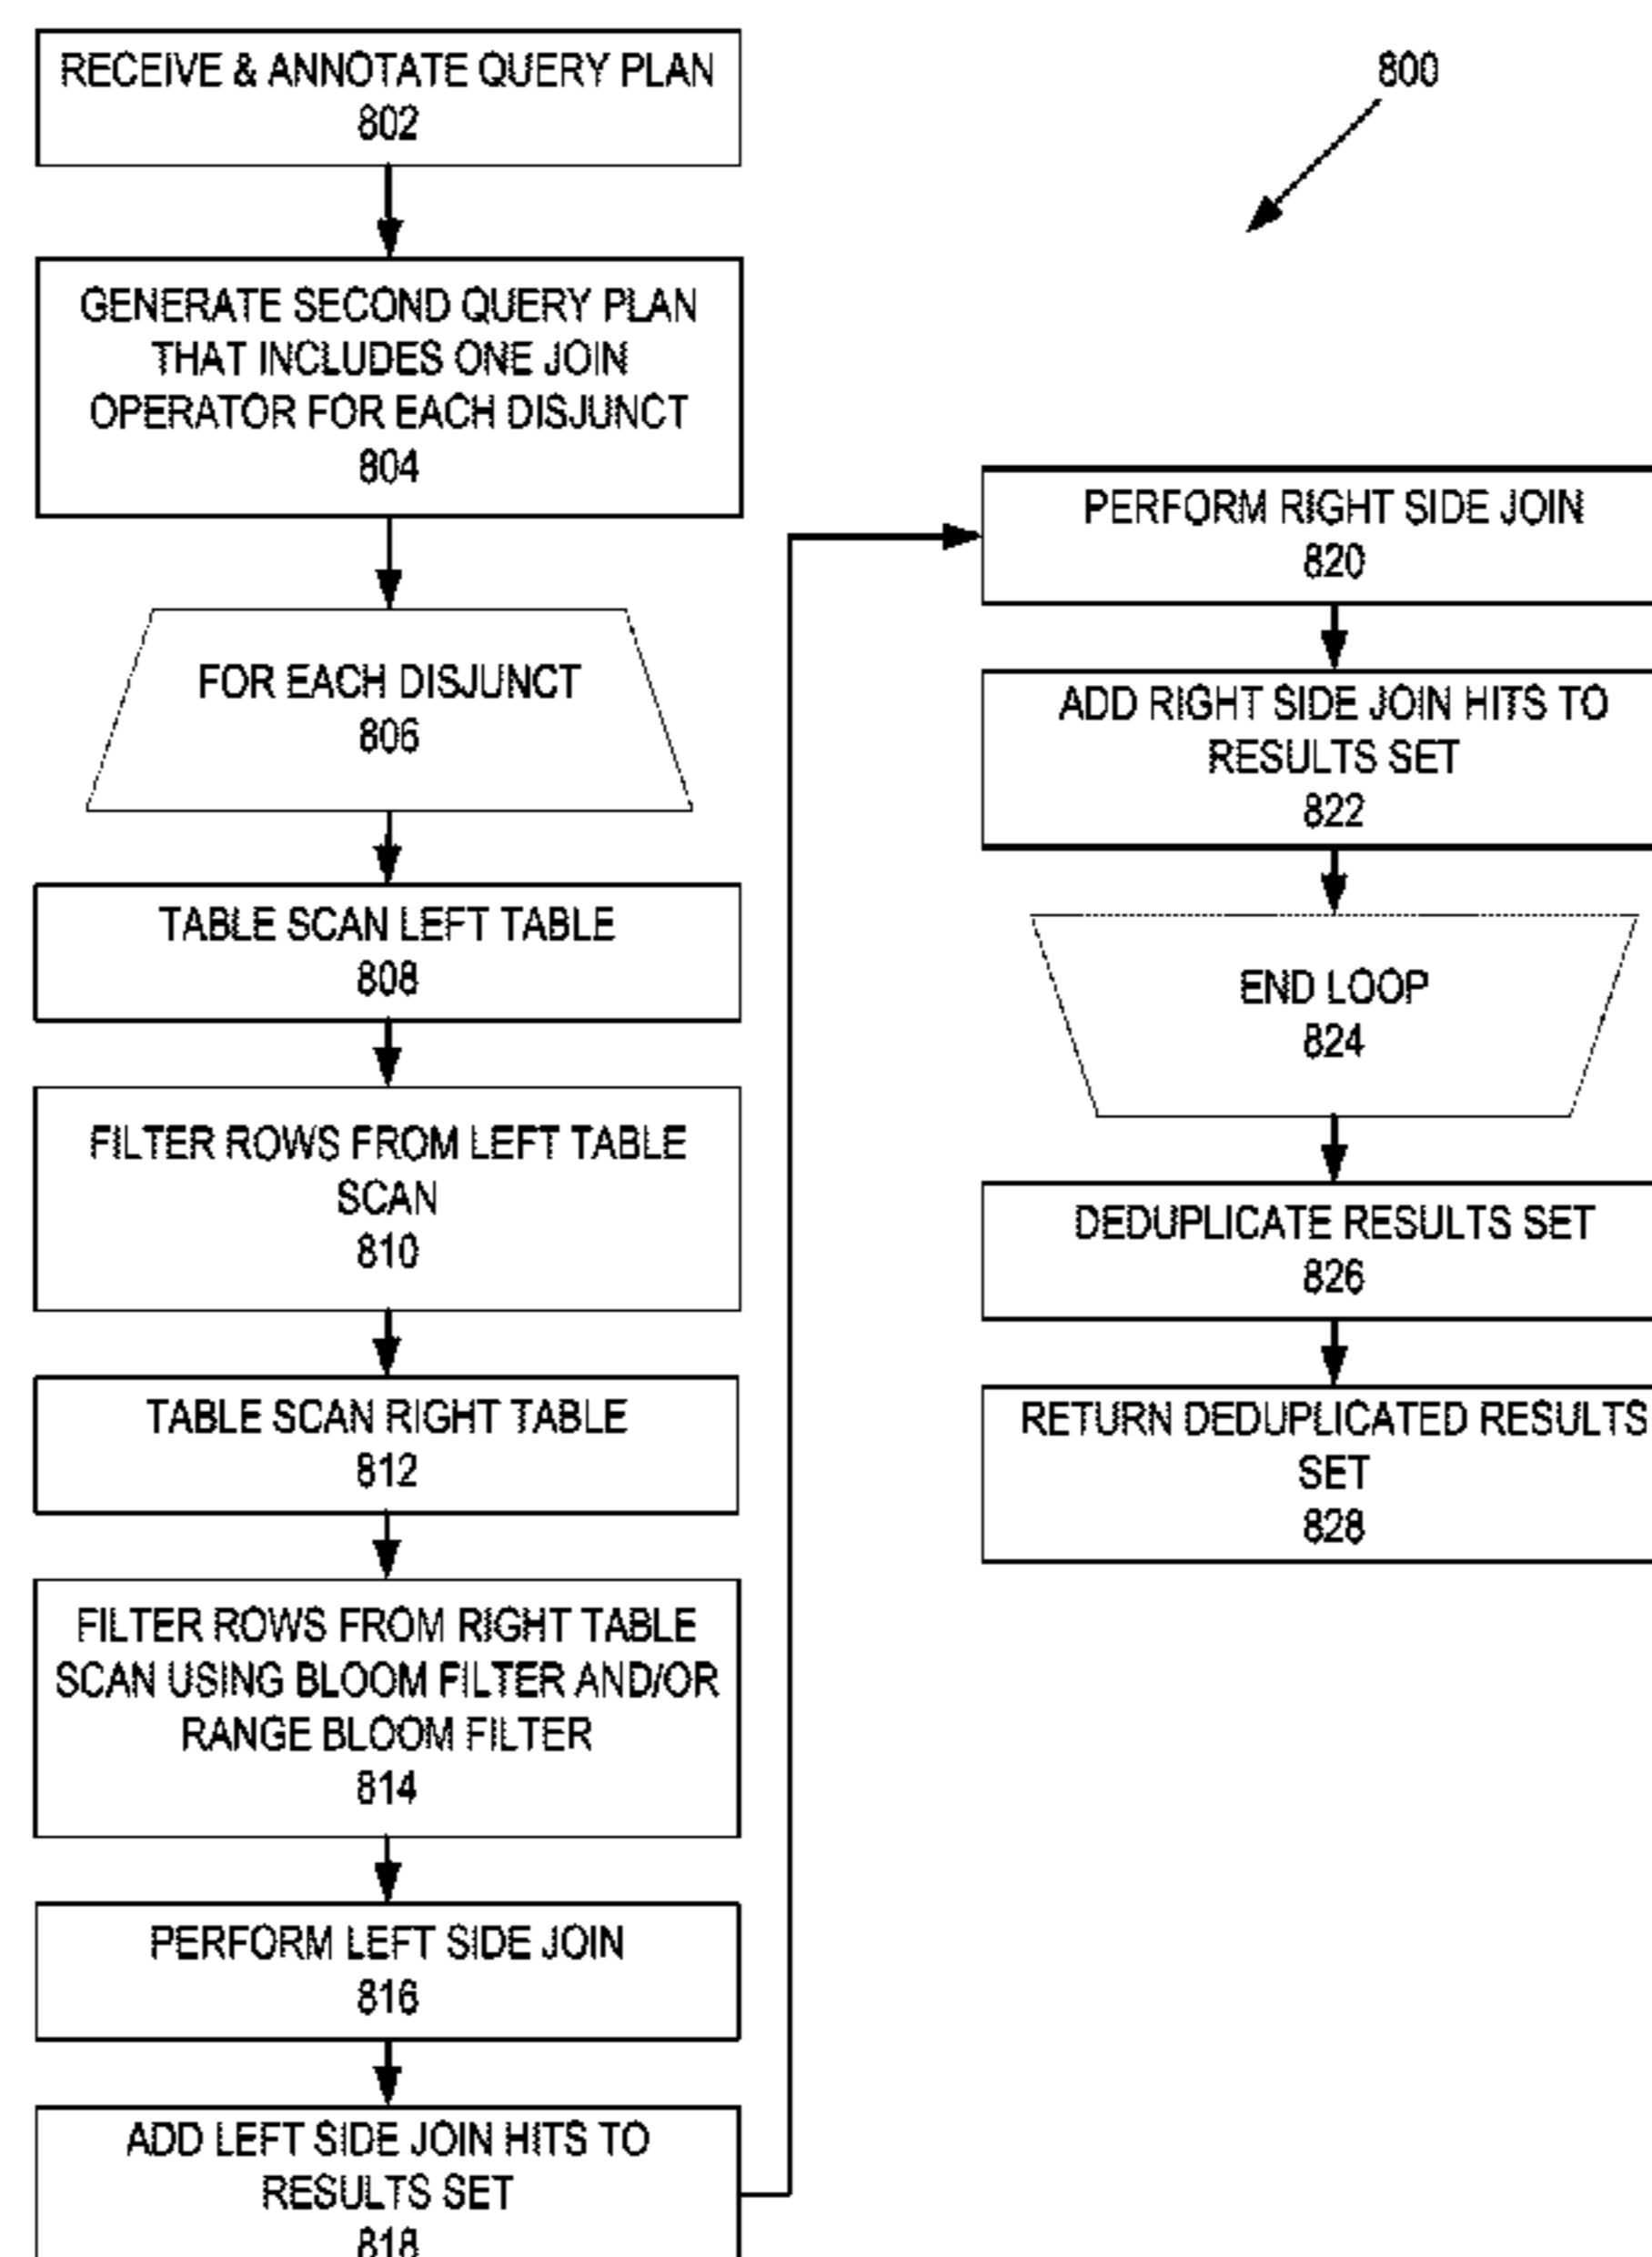 RECEIVE & ANNOTATE QUERY PLAN
802
GENERATE SECOND QUERY PLAN
THAT INCLUDES ONE JOIN
OPERATOR FOR EACH DISJUNCT
804
FOR EACH DISJUNCT
806
TABLE SCAN LEFT TABLE
808
FILTER ROWS FROM LEFT TABLE
SCAN
810
TABLE SCAN RIGHT TABLE
812
FILTER ROWS FROM RIGHT TABLE
SCAN USING BLOOM FILTER AND/OR
RANGE BLOOM FILTER
814
PERFORM LEFT SIDE JOIN
816
ADD LEFT SIDE JOIN HITS TO
RESULTS SET
818
800
PERFORM RIGHT SIDE JOIN
820
ADD RIGHT SIDE JOIN HITS TO
RESULTS SET
822
END LOOP
824
DEDUPLICATE RESULTS SET
826
RETURN DEDUPLICATED RESULTS
SET
828